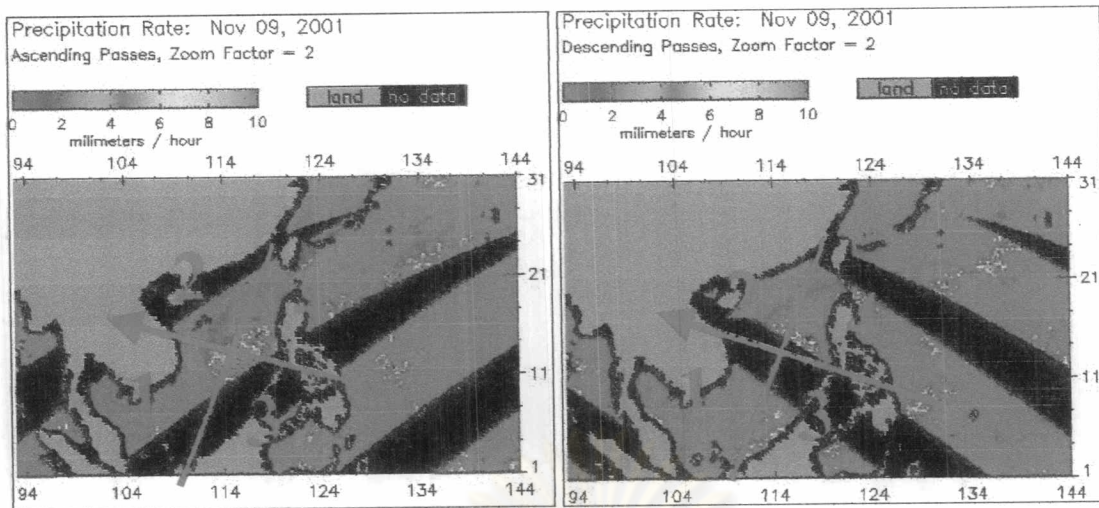 Precipitation Rate: Nov 09, 2001
Ascending Passes, Zoom Factor = 2
land no data
0 2 4 6 8 10
milimeters / hour
94 104 114 124 134 144
31
21
11
1
94 104 114 124 134 144
Precipitation Rate: Nov 09, 2001
Descending Passes, Zoom Factor = 2
land no data
0 2 4 6 8 10
milimeters / hour
94 104 114 124 134 144
31
21
11
1
94 104 114 124 134 144